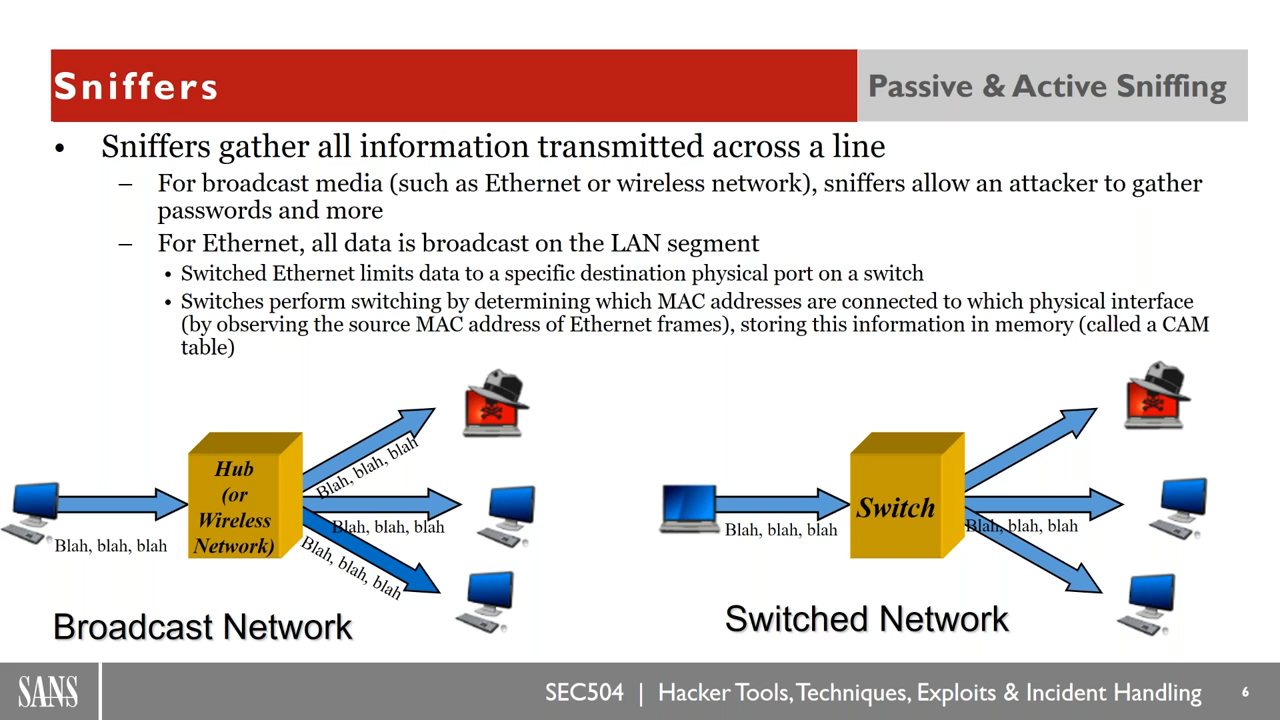 Sniffers
Passive & Active Sniffing
• Sniffers gather all information transmitted across a line
– For broadcast media (such as Ethernet or wireless network), sniffers allow an attacker to gather
passwords and more
– For Ethernet, all data is broadcast on the LAN segment
• Switched Ethernet limits data to a specific destination physical port on a switch
• Switches perform switching by determining which MAC addresses are connected to which physical interface
(by observing the source MAC address of Ethernet frames), storing this information in memory (called a CAM
table)
Hub
(or
Wireless
Network)
Blah, blah, blah
Blah, blah, blah
Blah, blah, blah
Blah, blah, blah
Broadcast Network
Switch
Blah, blah, blah
Blah, blah, blah
Switched Network
SANS
SEC504 | Hacker Tools, Techniques, Exploits & Incident Handling
6